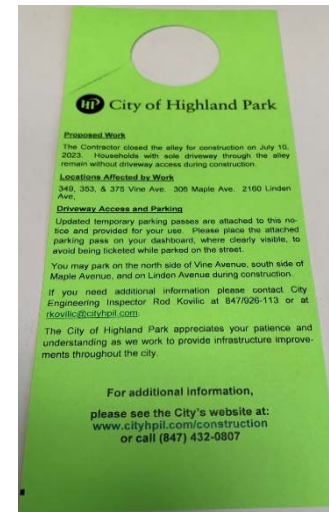 HP City of Highland Park
Proposed Work
The Contractor closed the alley for construction on July 10,
2023. Households with sole driveway through the alley
remain without driveway access during construction.
Locations Affected by Work
349, 353, & 375 Vine Ave. 306 Maple Ave. 2160 Linden
Ave,
Driveway Access and Parking
Updated temporary parking passes are attached to this no-
tice and provided for your use. Please place the attached
parking pass on your dashboard, where clearly visible, to
avoid being ticketed while parked on the street.
You may park on the north side of Vine Avenue, south side of
Maple Avenue, and on Linden Avenue during construction.
If you need additional information please contact City
Engineering Inspector Rod Kovilic at 847/926-113 or at
rkovilic@cityhpil.com.
The City of Highland Park appreciates your patience and
understanding as we work to provide infrastructure improve-
ments throughout the city.
For additional information,
please see the City's website at:
www.cityhpil.com/construction
or call (847) 432-0807